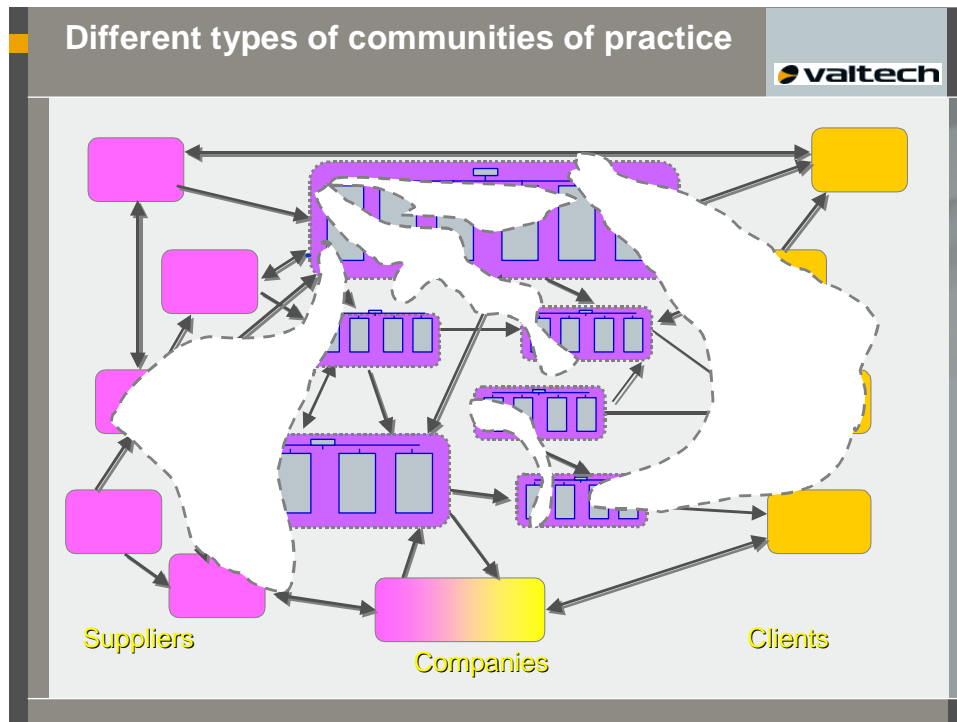 Different types of communities of practice
valtech
Suppliers
Clients
Companies